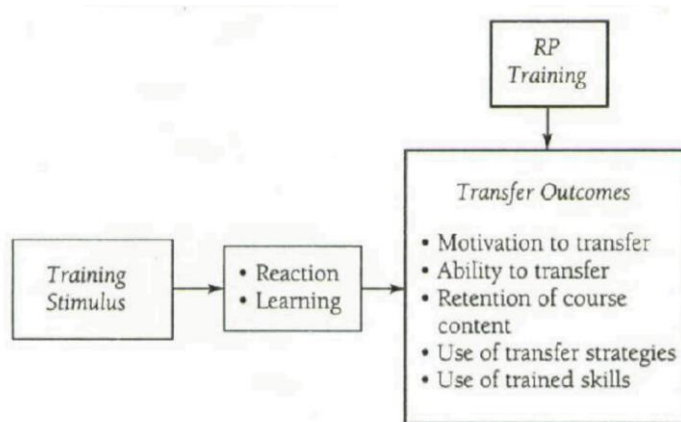 RP
Training
Transfer Outcomes
• Motivation to transfer
• Ability to transfer
• Retention of course
content
• Use of transfer strategies
• Use of trained skills
Training
Stimulus
• Reaction
• Learning